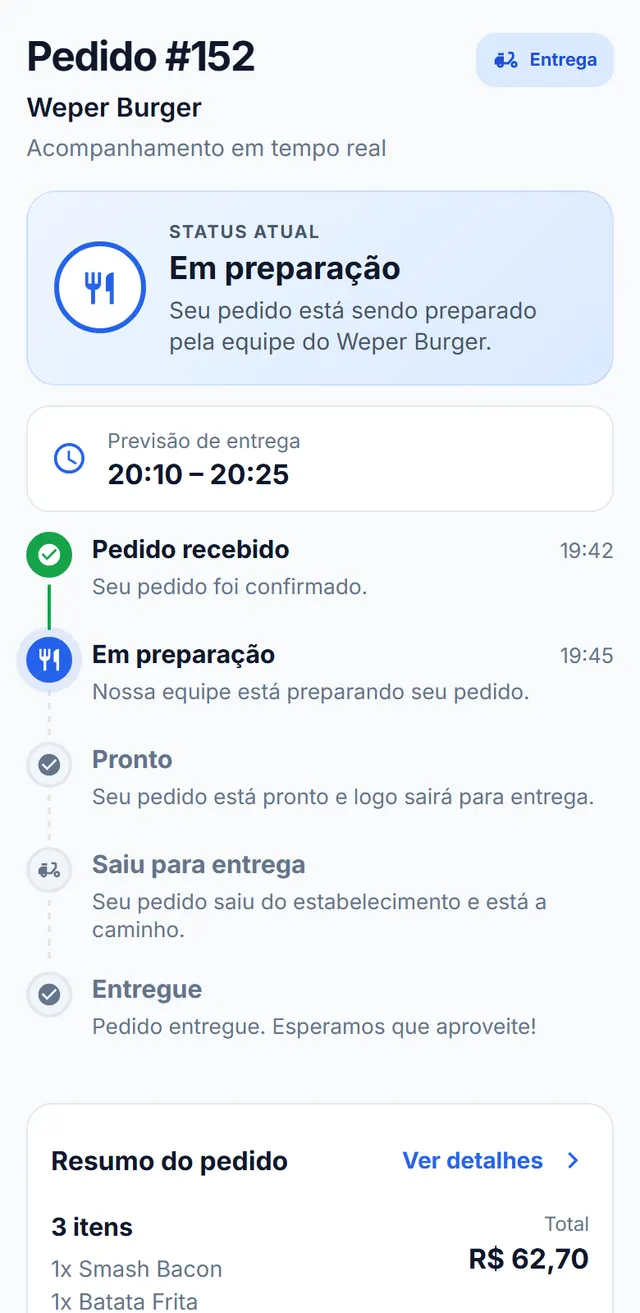 Pedido #152
Entrega
Weper Burger
Acompanhamento em tempo real
STATUS ATUAL
Em preparação
Seu pedido está sendo preparado
pela equipe do Weper Burger.
Previsão de entrega
20:10 – 20:25
Pedido recebido
19:42
Seu pedido foi confirmado.
Em preparação
19:45
Nossa equipe está preparando seu pedido.
Pronto
Seu pedido está pronto e logo sairá para entrega.
Saiu para entrega
Seu pedido saiu do estabelecimento e está a
caminho.
Entregue
Pedido entregue. Esperamos que aproveite!
Resumo do pedido
Ver detalhes
3 itens
Total
1x Smash Bacon
R$ 62,70
1x Batata Frita